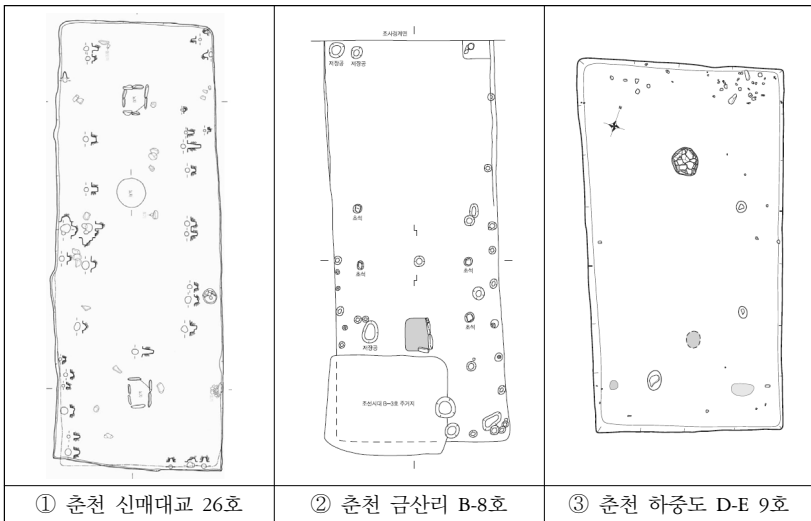 조사경계면
저장공 저장공
초석
초석 초석
초석
저장공
조선시대 B-3호 주거지
① 춘천 신매대교 26호
② 춘천 금산리 B-8호
③ 춘천 하중도 D-E 9호